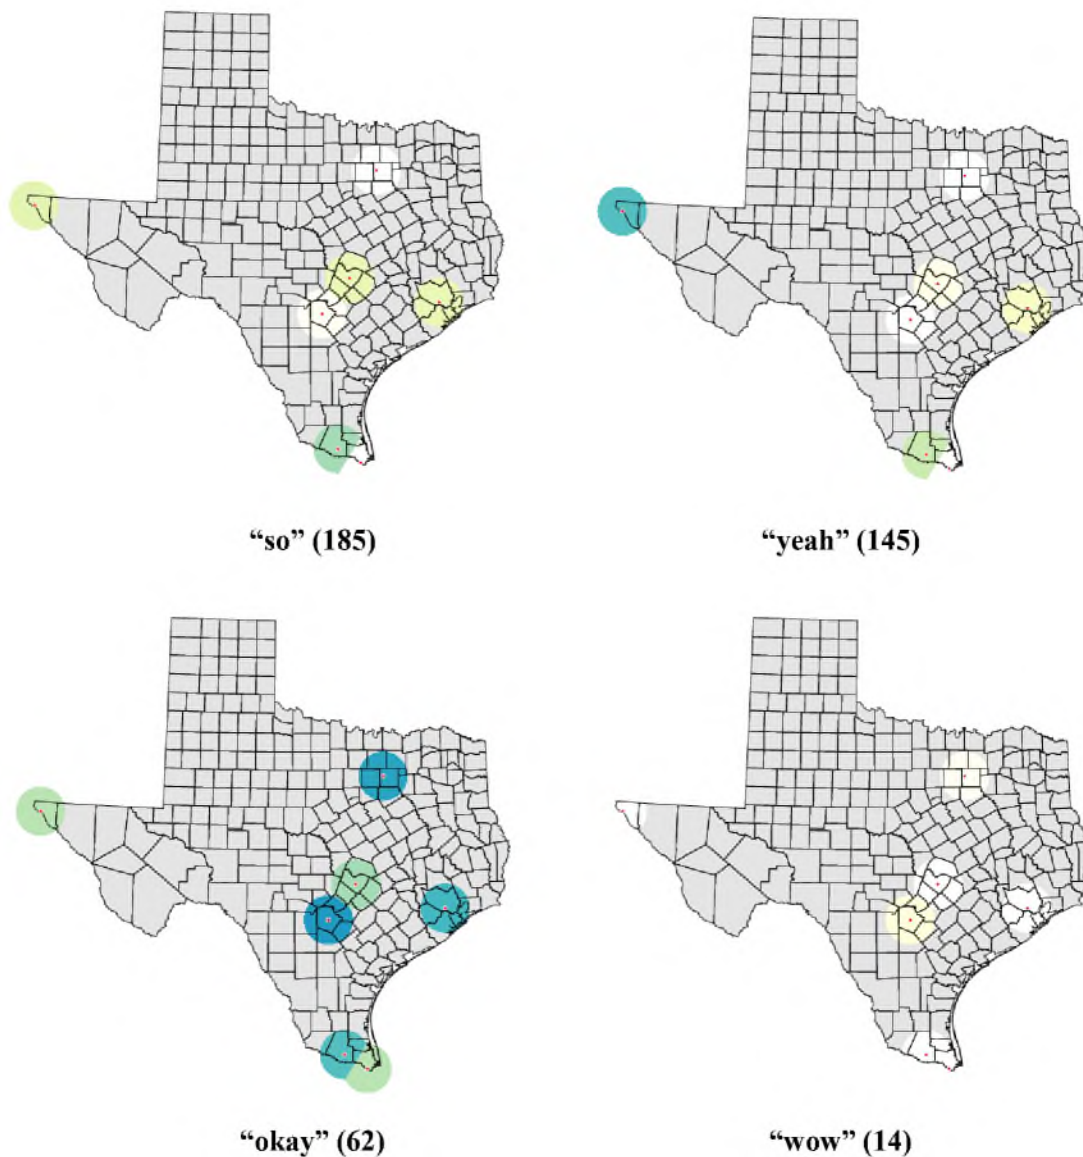 “so” (185)
“yeah” (145)
“okay” (62)
“wow” (14)